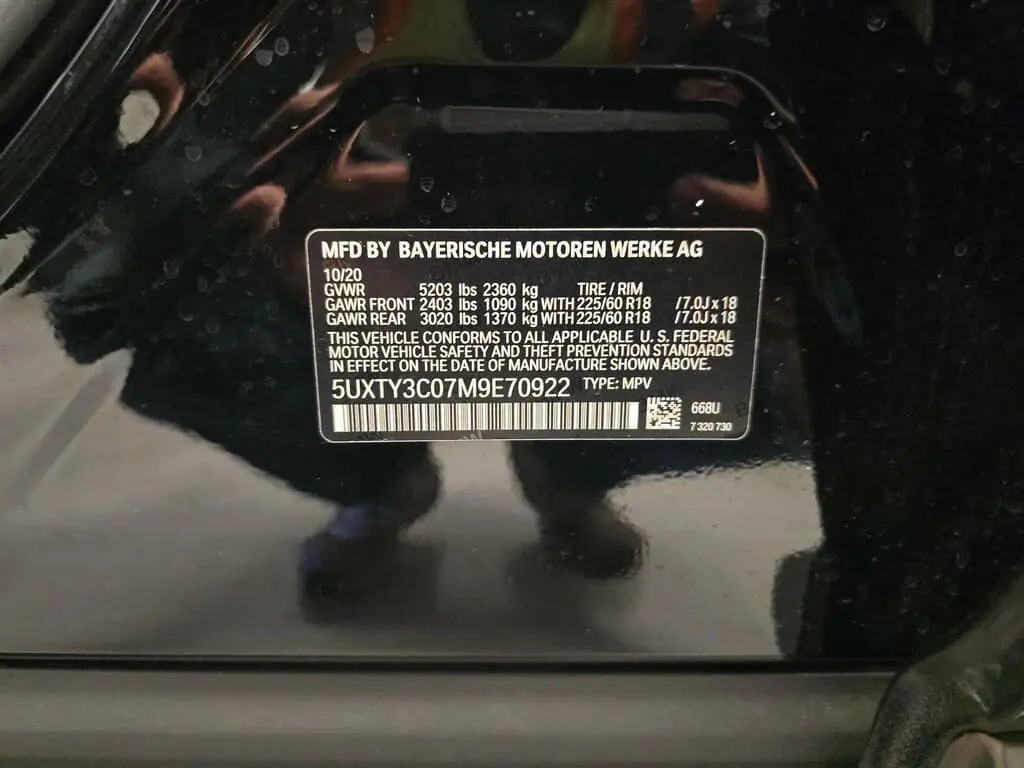 MFD BY BAYERISCHE MOTOREN WERKE AG
10/20
GVWR 5203 lbs 2360 kg TIRE / RIM
GAWR FRONT 2403 lbs 1090 kg WITH 225/60 R18 /7.0J x 18
GAWR REAR 3020 lbs 1370 kg WITH 225/60 R18 /7.0J x 18
THIS VEHICLE CONFORMS TO ALL APPLICABLE U. S. FEDERAL
MOTOR VEHICLE SAFETY AND THEFT PREVENTION STANDARDS
IN EFFECT ON THE DATE OF MANUFACTURE SHOWN ABOVE.
5UXTY3C07M9E70922 TYPE: MPV
668U
7 320 730